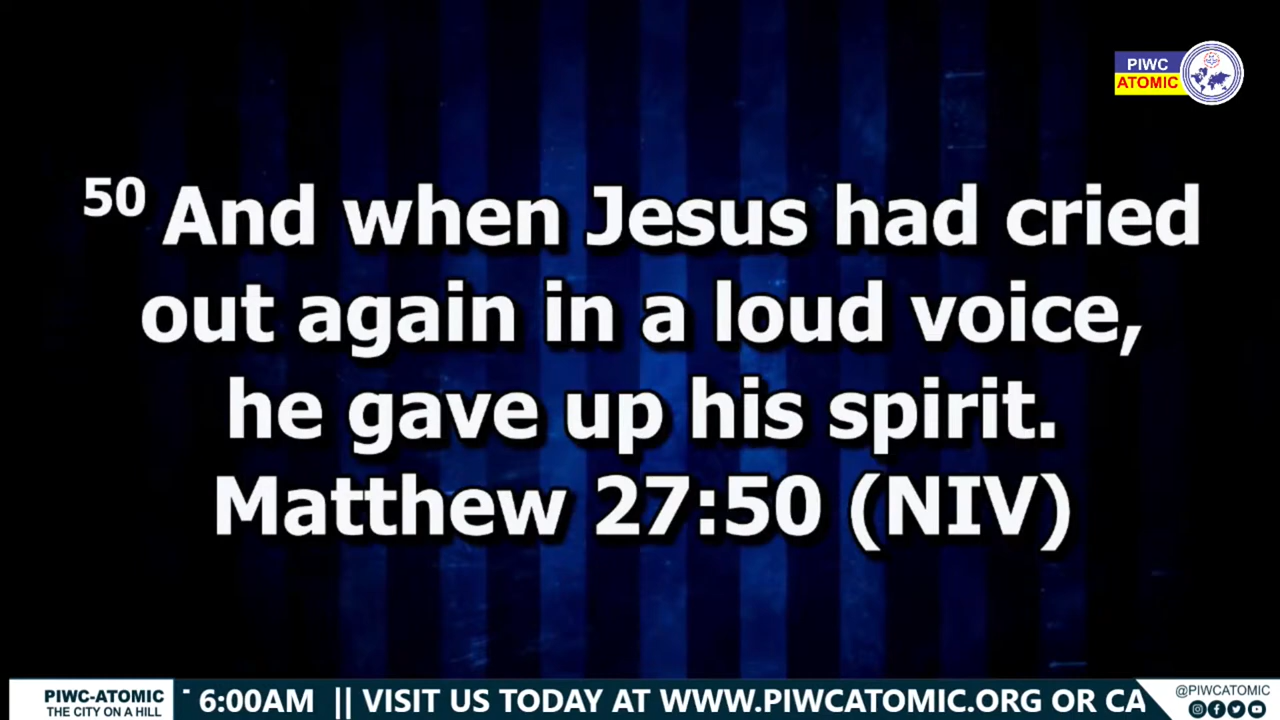 PIWC
ATOMIC
50 And when Jesus had cried
out again in a loud voice,
he gave up his spirit.
Matthew 27:50 (NIV)
PIWC-ATOMIC
THE CITY ON A HILL
6:00AM || VISIT US TODAY AT WWW.PIWCATOMIC.ORG OR CA
@PIWCATOMIC